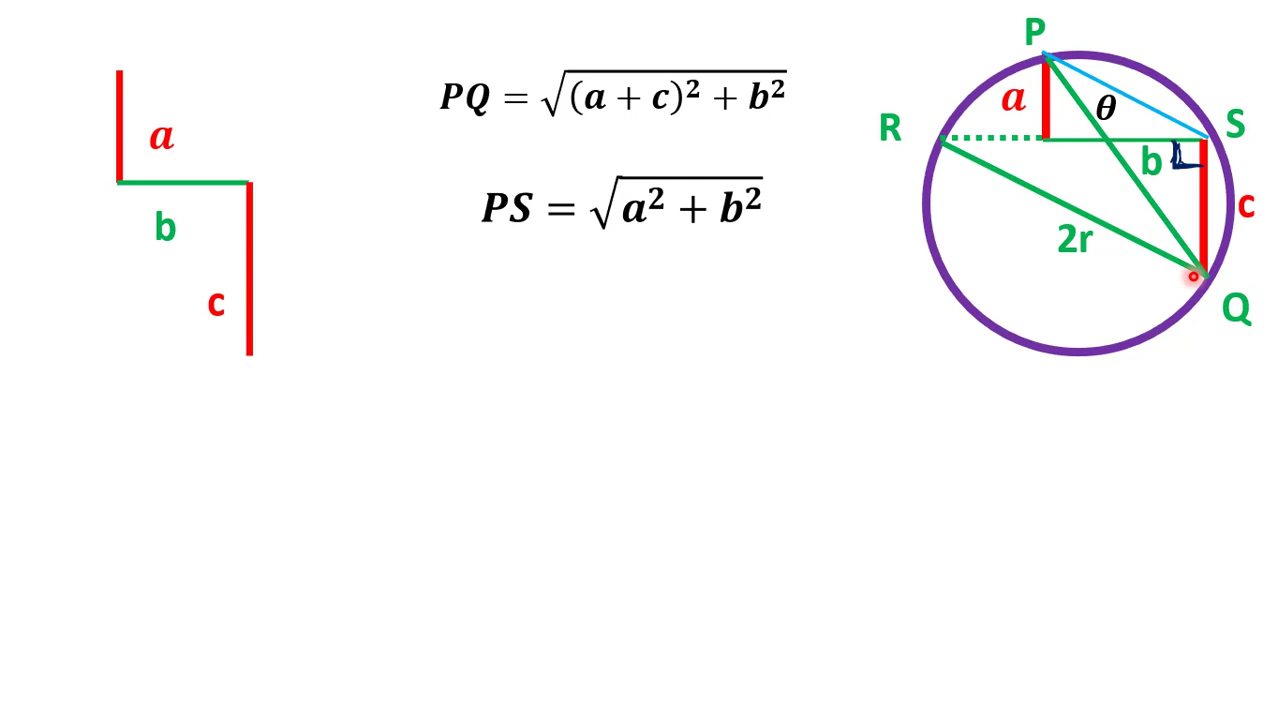 a
b
c
PQ = √((a + c)² + b²)
PS = √(a² + b²)
P
a
θ
R
S
b
c
2r
Q